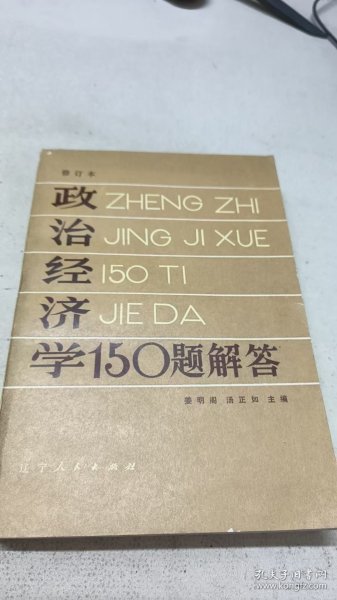 修订本
政 ZHENG ZHI
治 JING JI XUE
经 150 TI
济 JIE DA
学150题解答
姜明阁 汤正如 主编
辽宁人民出版社
孔夫子旧书网